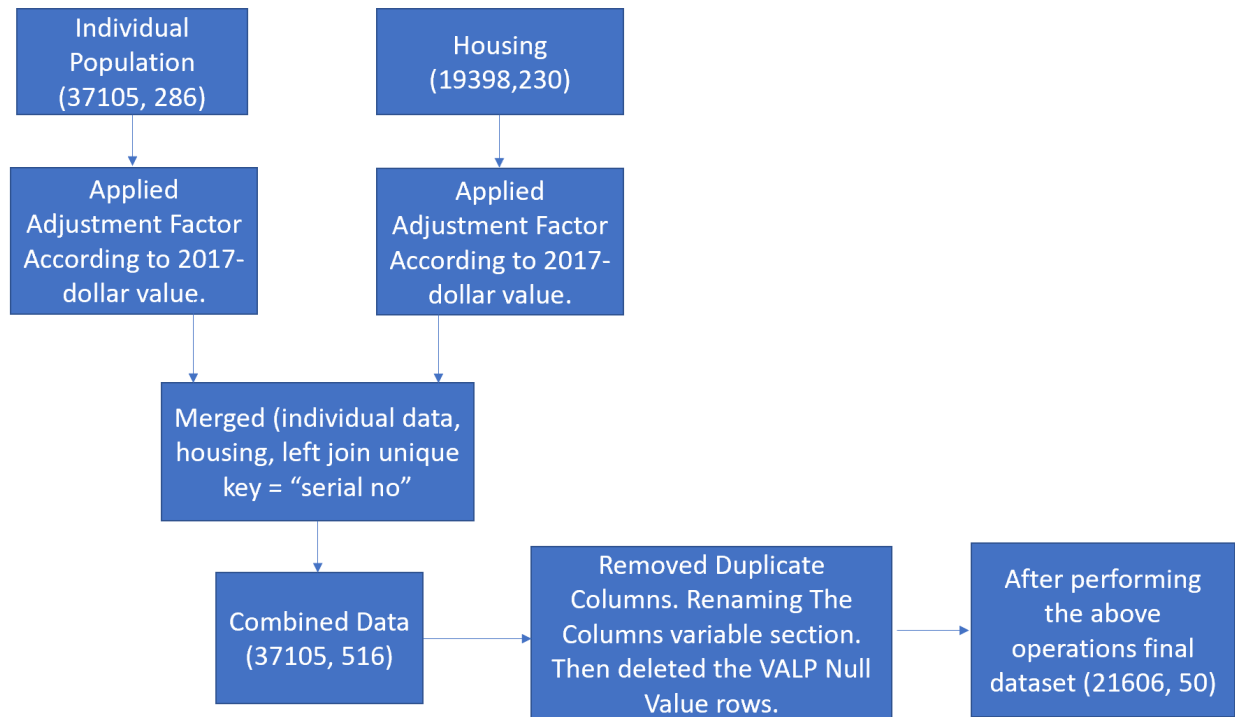 Individual
Population
(37105, 286)
Housing
(19398,230)
Applied
Adjustment Factor
According to 2017-
dollar value.
Applied
Adjustment Factor
According to 2017-
dollar value.
Merged (individual data,
housing, left join unique
key = “serial no”
Combined Data
(37105, 516)
Removed Duplicate
Columns. Renaming The
Columns variable section.
Then deleted the VALP Null
Value rows.
After performing
the above
operations final
dataset (21606, 50)